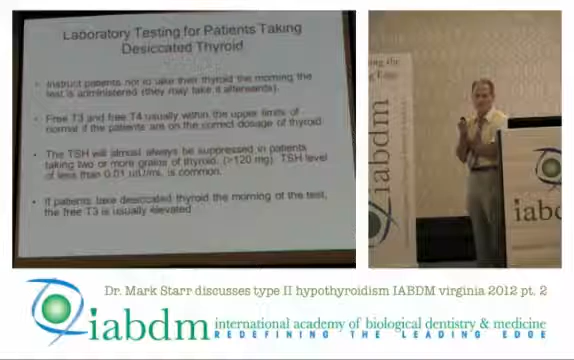 Laboratory Testing for Patients Taking
Desiccated Thyroid
• Instruct patients not to take their thyroid the morning the
test is administered (they may take it afterwards).
• Free T3 and free T4 usually within the upper limits of
normal if the patients are on the correct dosage of thyroid.
• The TSH will almost always be suppressed in patients
taking two or more grains of thyroid. (>120 mg). TSH level
of less than 0.01 uU/mL is common.
• If patients take desiccated thyroid the morning of the test,
the free T3 is usually elevated
iabdm
iabd
Dr. Mark Starr discusses type II hypothyroidism IABDM virginia 2012 pt. 2
iabdm international academy of biological dentistry & medicine
REDEFINING THE LEADING EDGE